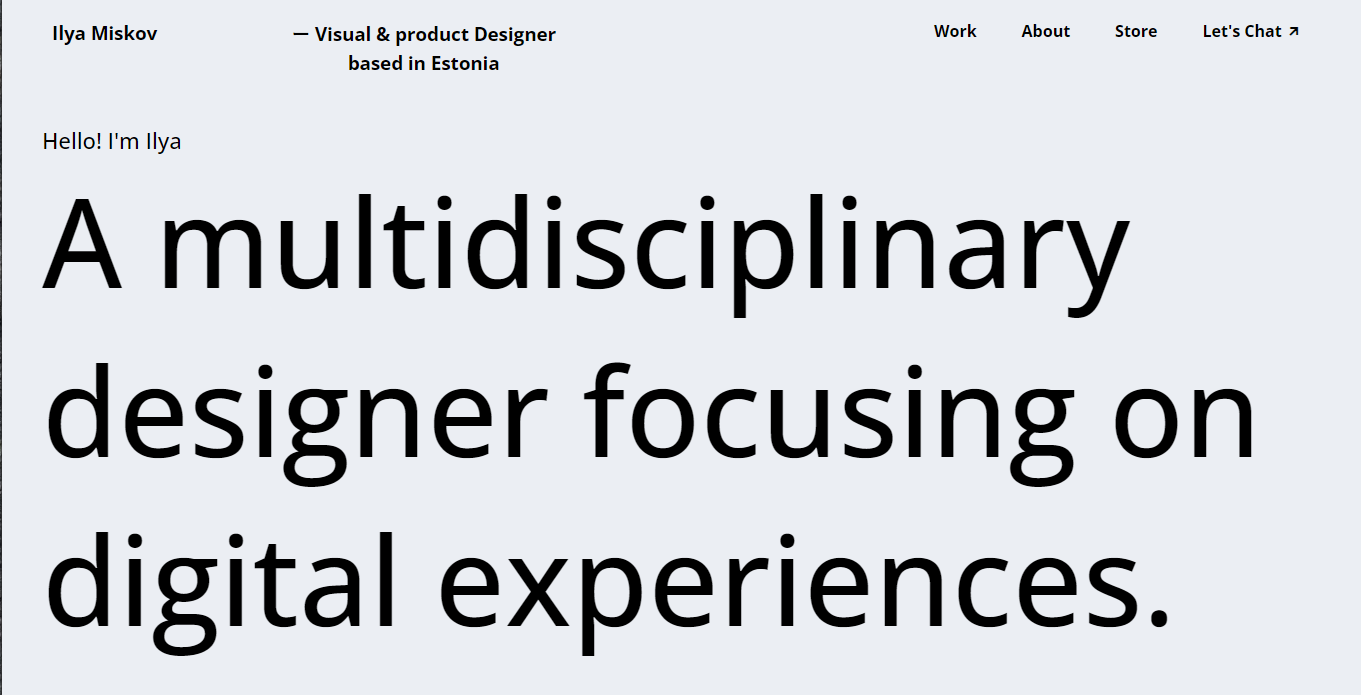 Ilya Miskov
— Visual & product Designer
based in Estonia
Work About Store Let's Chat ↗
Hello! I'm Ilya
A multidisciplinary
designer focusing on
digital experiences.